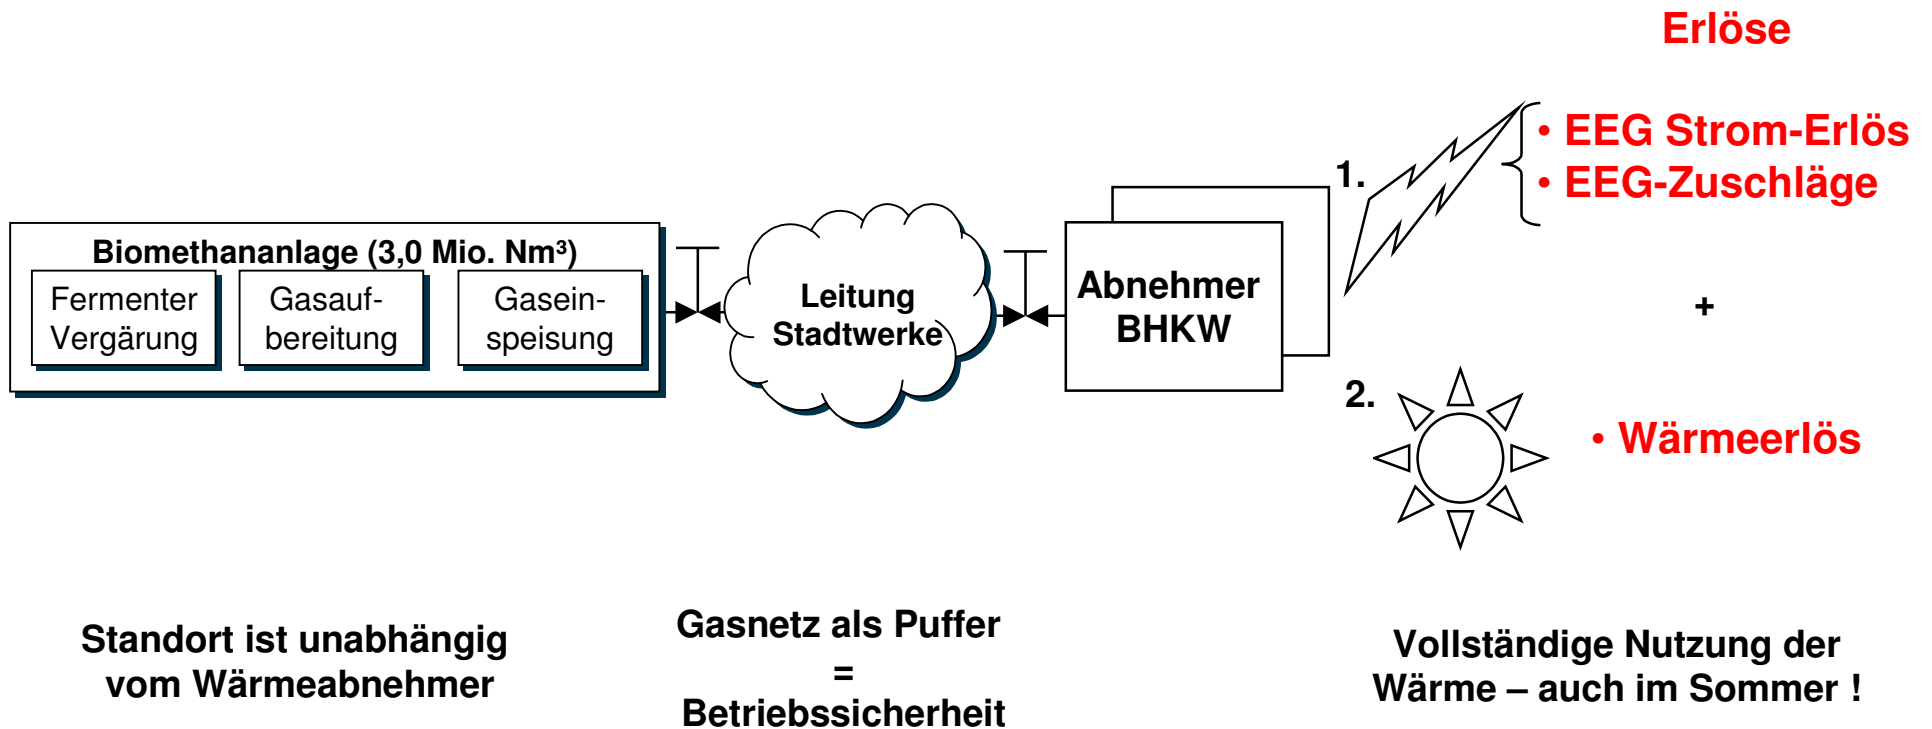 Erlöse
1.
• EEG Strom-Erlös
• EEG-Zuschläge
Biomethananlage (3,0 Mio. Nm³)
Fermenter
Vergärung
Gasauf-
bereitung
Gasein-
speisung
Leitung
Stadtwerke
Abnehmer
BHKW
+
2.
• Wärmeerlös
Standort ist unabhängig
vom Wärmeabnehmer
Gasnetz als Puffer
=
Betriebssicherheit
Vollständige Nutzung der
Wärme – auch im Sommer !